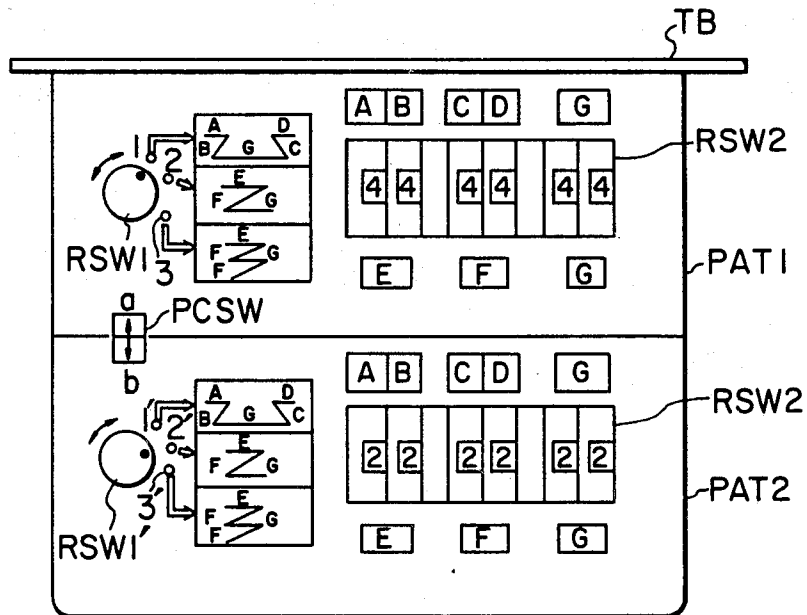 TB
A B C D G
1 A D
2 B G C
E
4 4 4 4 4 4
RSW2
F G
E
F G
F
RSW1 3
E F G
PAT1
a PCSW
b
A B C D G
1' A D
2' B G C
E
2 2 2 2 2 2
RSW2
F G
E
3' F G
F
RSW1'
E F G
PAT2